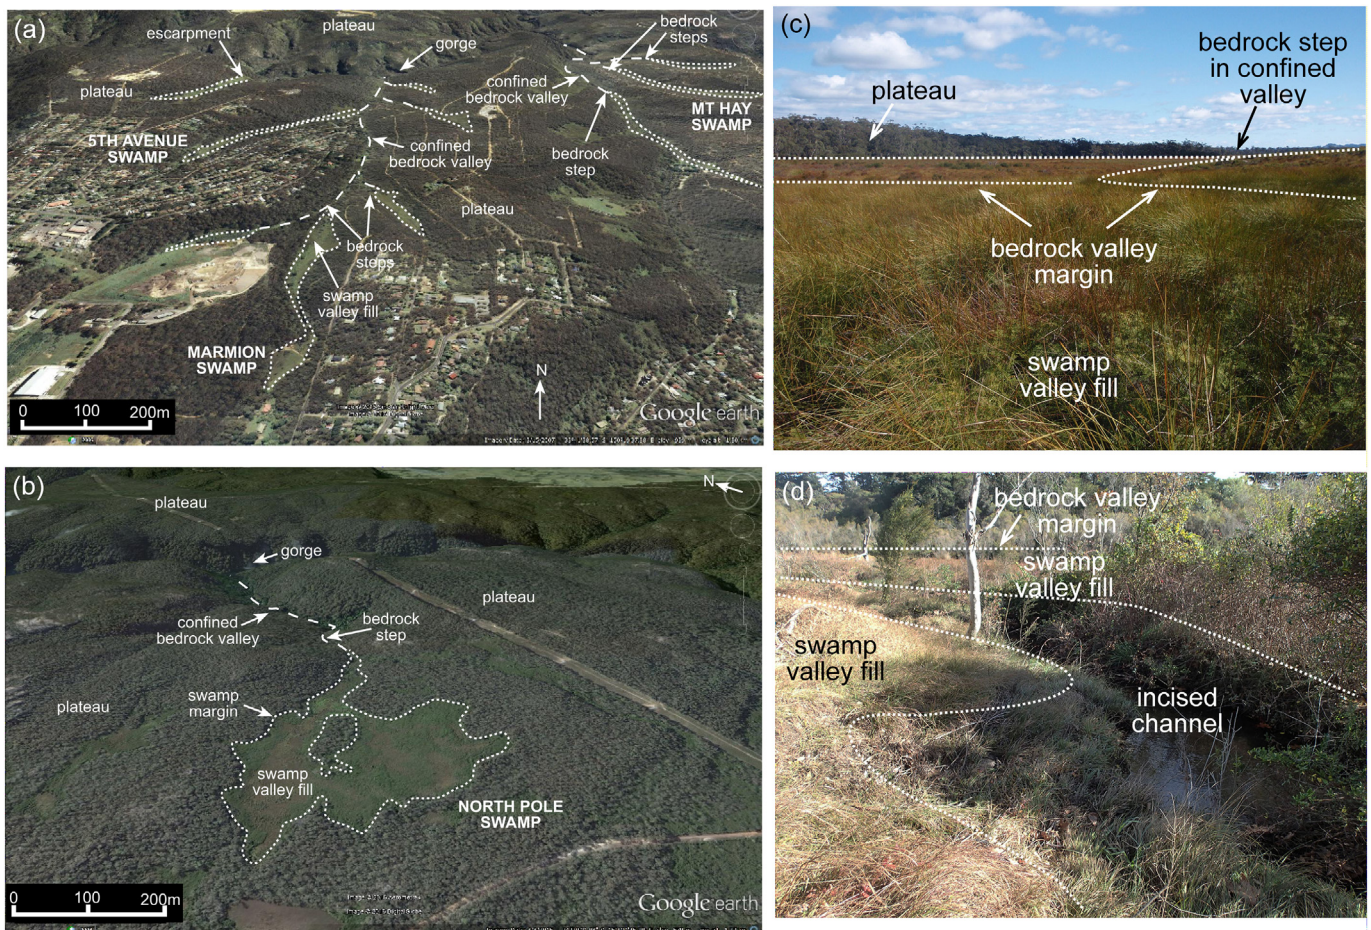 (a)
plateau
escarpment
gorge
bedrock
steps
plateau
confined
bedrock valley
5TH AVENUE
SWAMP
MT HAY
SWAMP
confined
bedrock valley
bedrock
step
plateau
bedrock
steps
swamp
valley fill
MARMION
SWAMP
N
0 100 200m
Google earth
(b)
plateau
N
gorge
plateau
confined
bedrock valley
bedrock
step
swamp
margin
plateau
swamp
valley fill
NORTH POLE
SWAMP
0 100 200m
Google earth
(c)
bedrock step
in confined
valley
plateau
bedrock valley
margin
swamp
valley fill
(d)
bedrock valley
margin
swamp
valley fill
swamp
valley fill
incised
channel